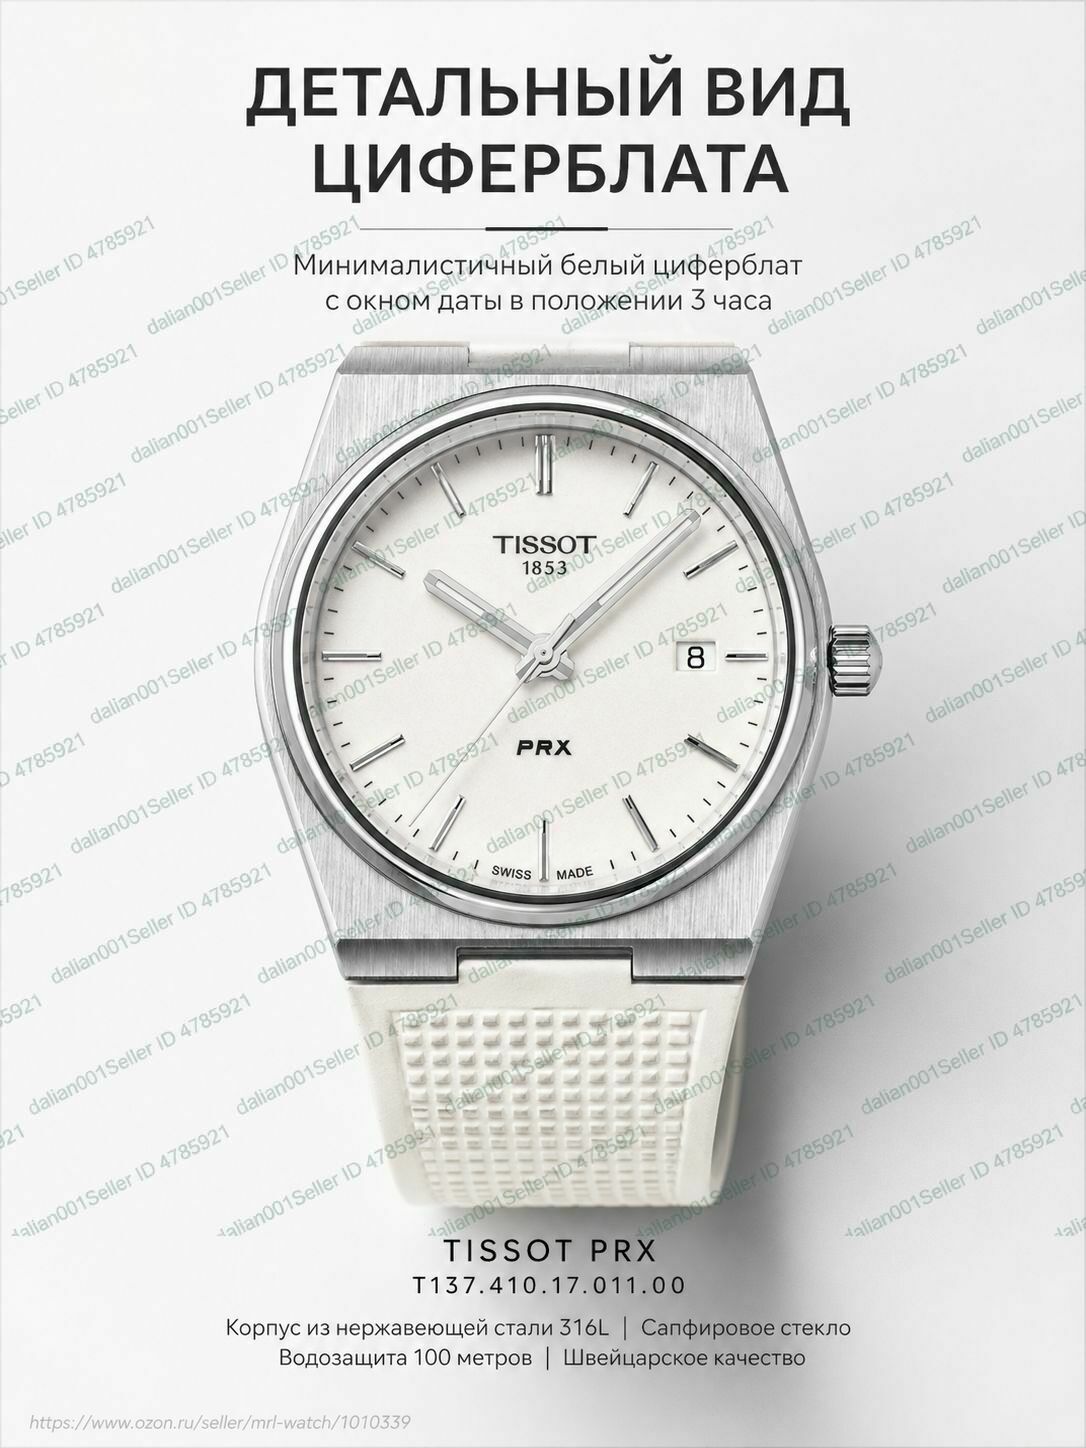 ДЕТАЛЬНЫЙ ВИД
ЦИФЕРБЛАТА
Минималистичный белый циферблат
с окном даты в положении 3 часа
TISSOT
1853
8
PRX
SWISS MADE
TISSOT PRX
T137.410.17.011.00
Корпус из нержавеющей стали 316L | Сапфировое стекло
Водозащита 100 метров | Швейцарское качество
https://www.ozon.ru/seller/mrl-watch/1010339
dalian001Seller ID 4785921